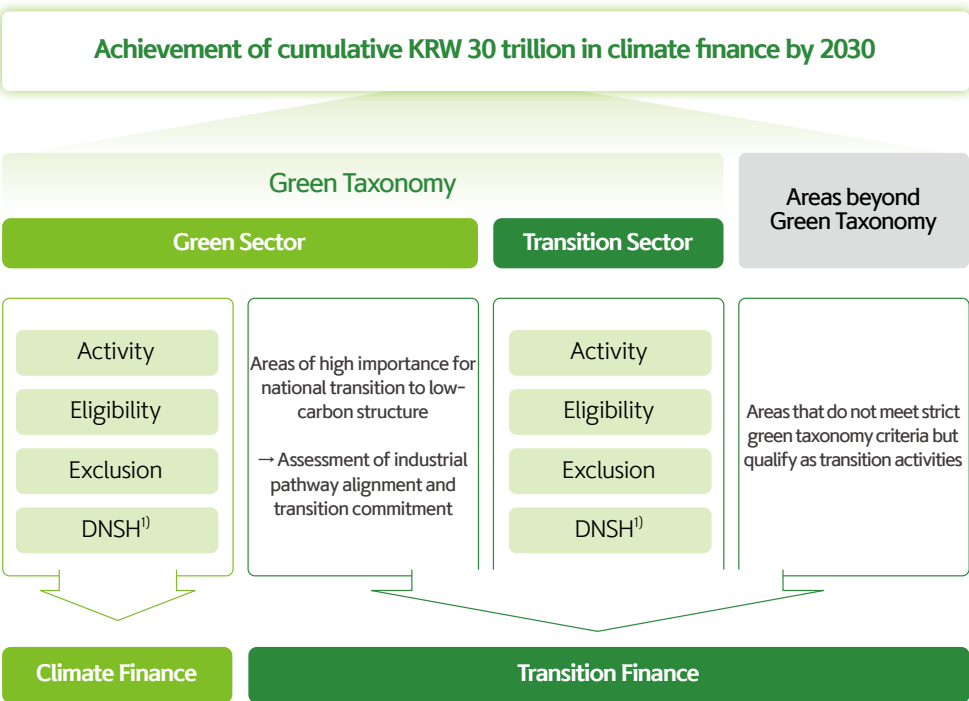 Achievement of cumulative KRW 30 trillion in climate finance by 2030
Green Taxonomy
Areas beyond
Green Taxonomy
Green Sector
Transition Sector
Activity
Eligibility
Exclusion
DNSH1)
Areas of high importance for
national transition to low-
carbon structure
→ Assessment of industrial
pathway alignment and
transition commitment
Activity
Eligibility
Exclusion
DNSH1)
Areas that do not meet strict
green taxonomy criteria but
qualify as transition activities
Climate Finance
Transition Finance